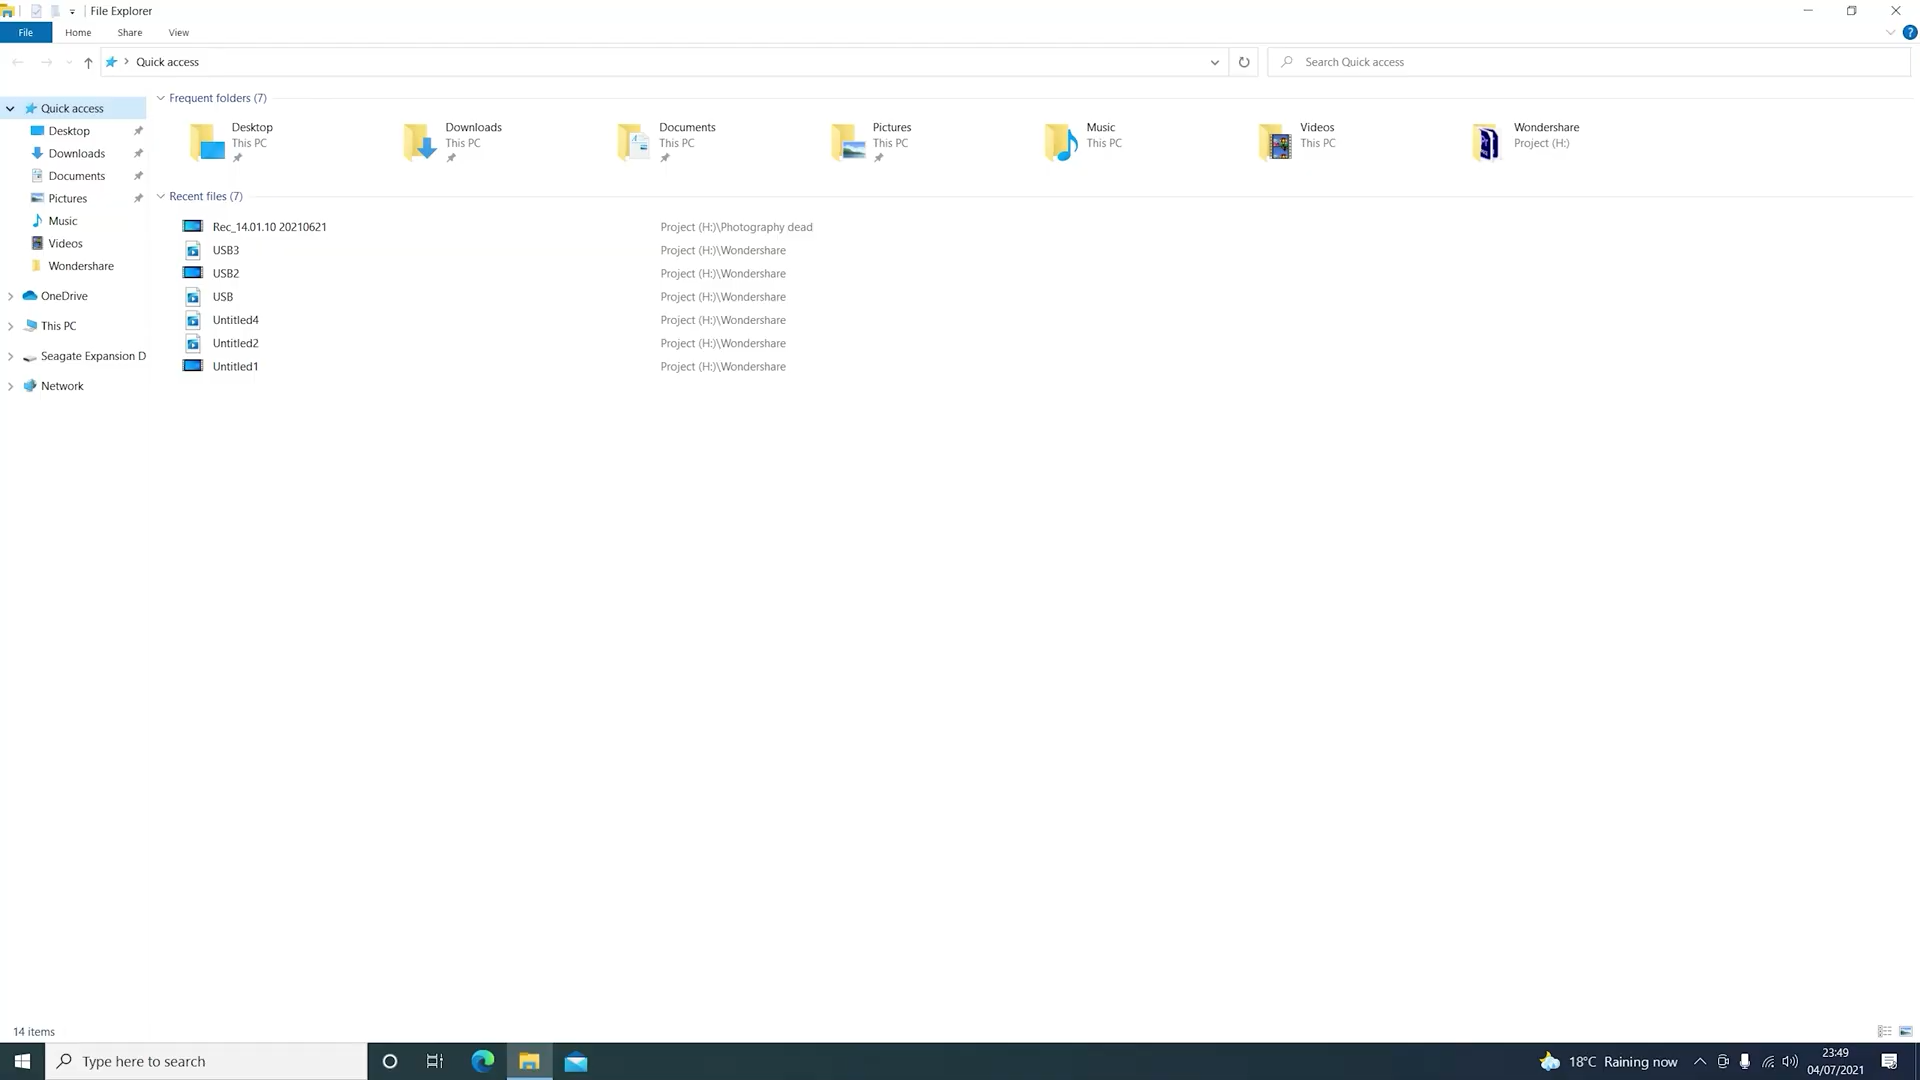 File Explorer
File Home Share View
Quick access
Search Quick access
Quick access
Desktop
Downloads
Documents
Pictures
Music
Videos
Wondershare
OneDrive
This PC
Seagate Expansion D
Network
Frequent folders (7)
Desktop
This PC
Downloads
This PC
Documents
This PC
Pictures
This PC
Music
This PC
Videos
This PC
Wondershare
Project (H:)
Recent files (7)
Rec_14.01.10 20210621 Project (H:)\Photography dead
USB3 Project (H:)\Wondershare
USB2 Project (H:)\Wondershare
USB Project (H:)\Wondershare
Untitled4 Project (H:)\Wondershare
Untitled2 Project (H:)\Wondershare
Untitled1 Project (H:)\Wondershare
14 items
Type here to search
18°C Raining now
23:49
04/07/2021